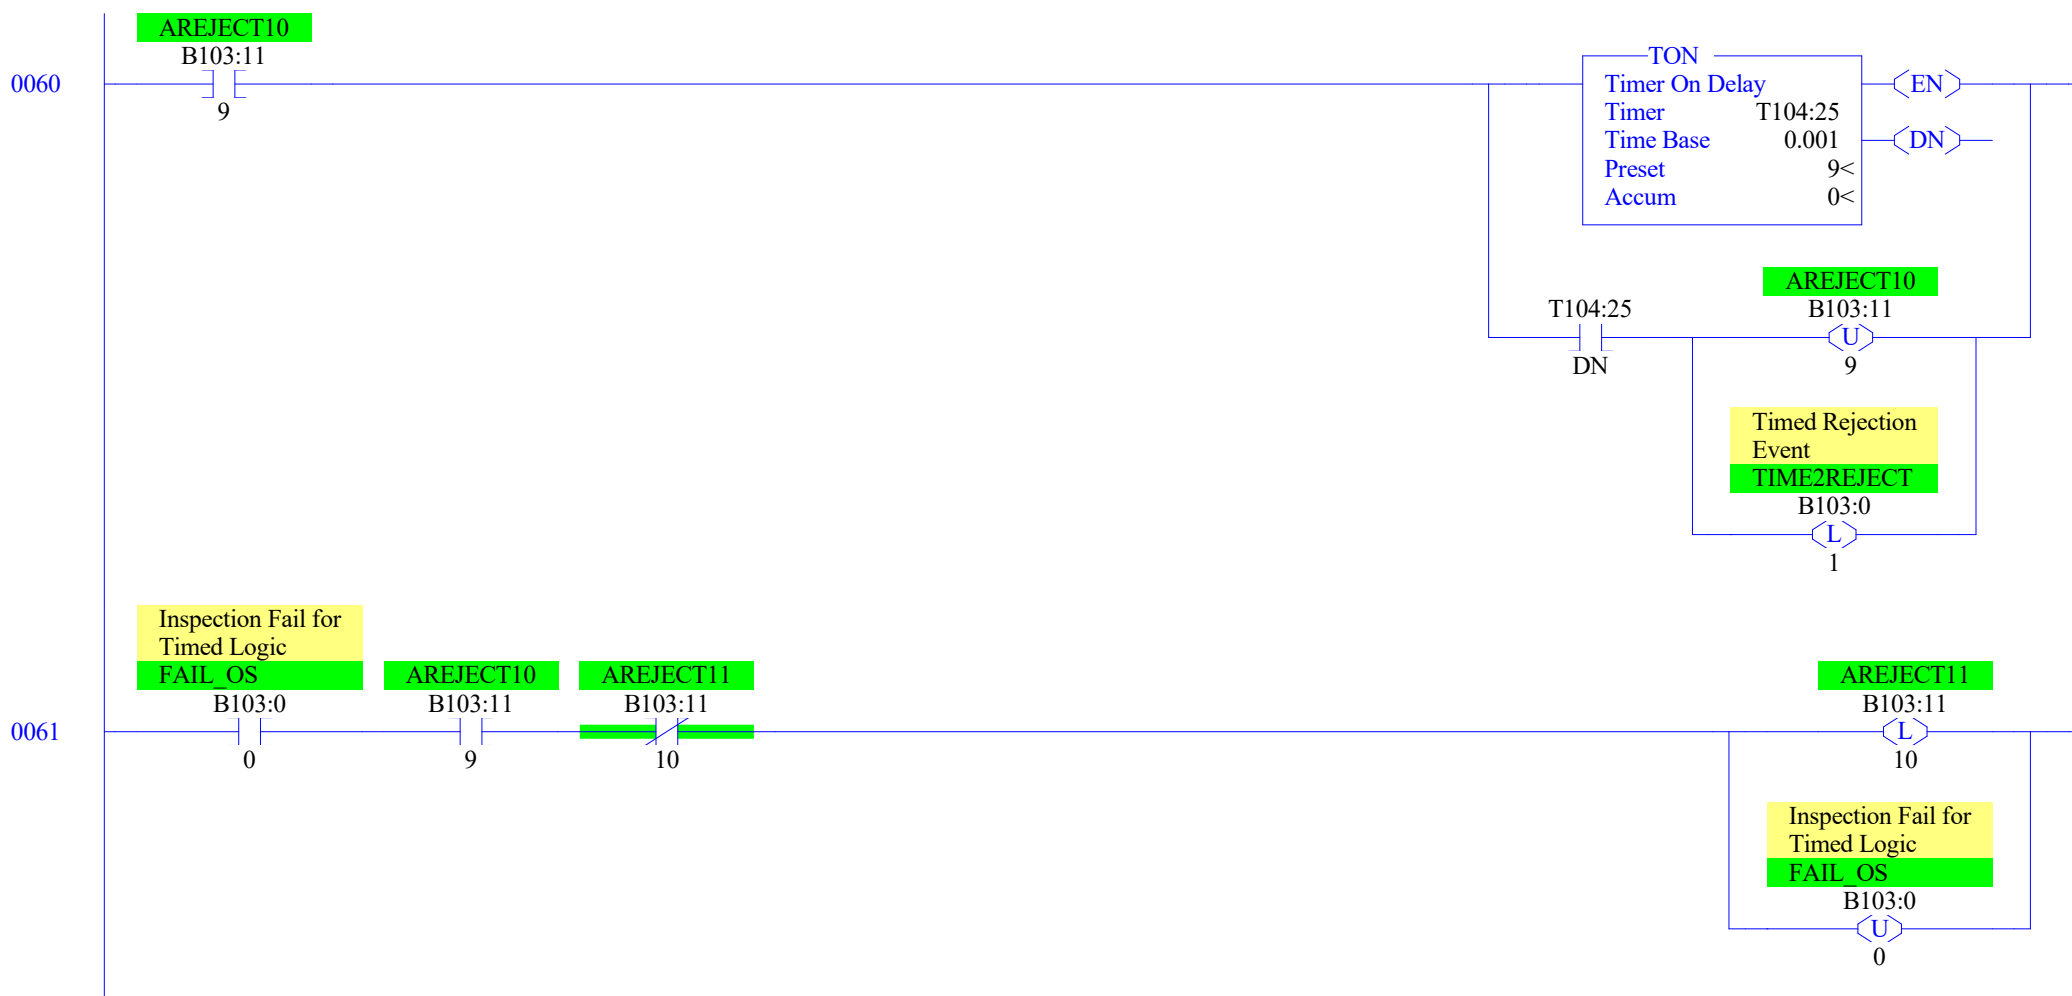 AREJECT10
B103:11
0060
9
TON
Timer On Delay
Timer T104:25
Time Base 0.001
Preset 9<
Accum 0<
EN
DN
T104:25
DN
AREJECT10
B103:11
U
9
Timed Rejection
Event
TIME2REJECT
B103:0
L
1
Inspection Fail for
Timed Logic
FAIL_OS
B103:0
0
AREJECT10
B103:11
9
AREJECT11
B103:11
10
0061
AREJECT11
B103:11
L
10
Inspection Fail for
Timed Logic
FAIL_OS
B103:0
U
0